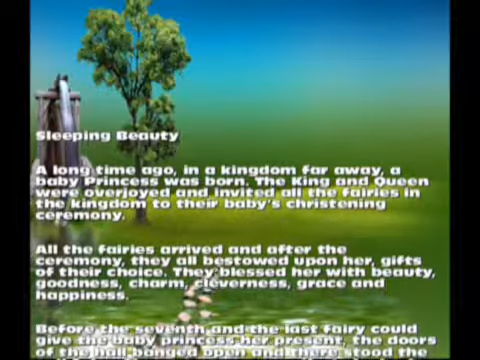 Sleeping Beauty
A long time ago, in a kingdom far away, a
baby Princess was born. The King and Queen
were overjoyed and invited all the fairies in
the kingdom to their baby's christening
ceremony.
All the fairies arrived and after the
ceremony, they all bestowed upon her, gifts
of their choice. They blessed her with beauty,
goodness, charm, cleverness, grace and
happiness.
Before the seventh and the last fairy could
give the baby princess her present, the doors
of the hall banged open and there stood the